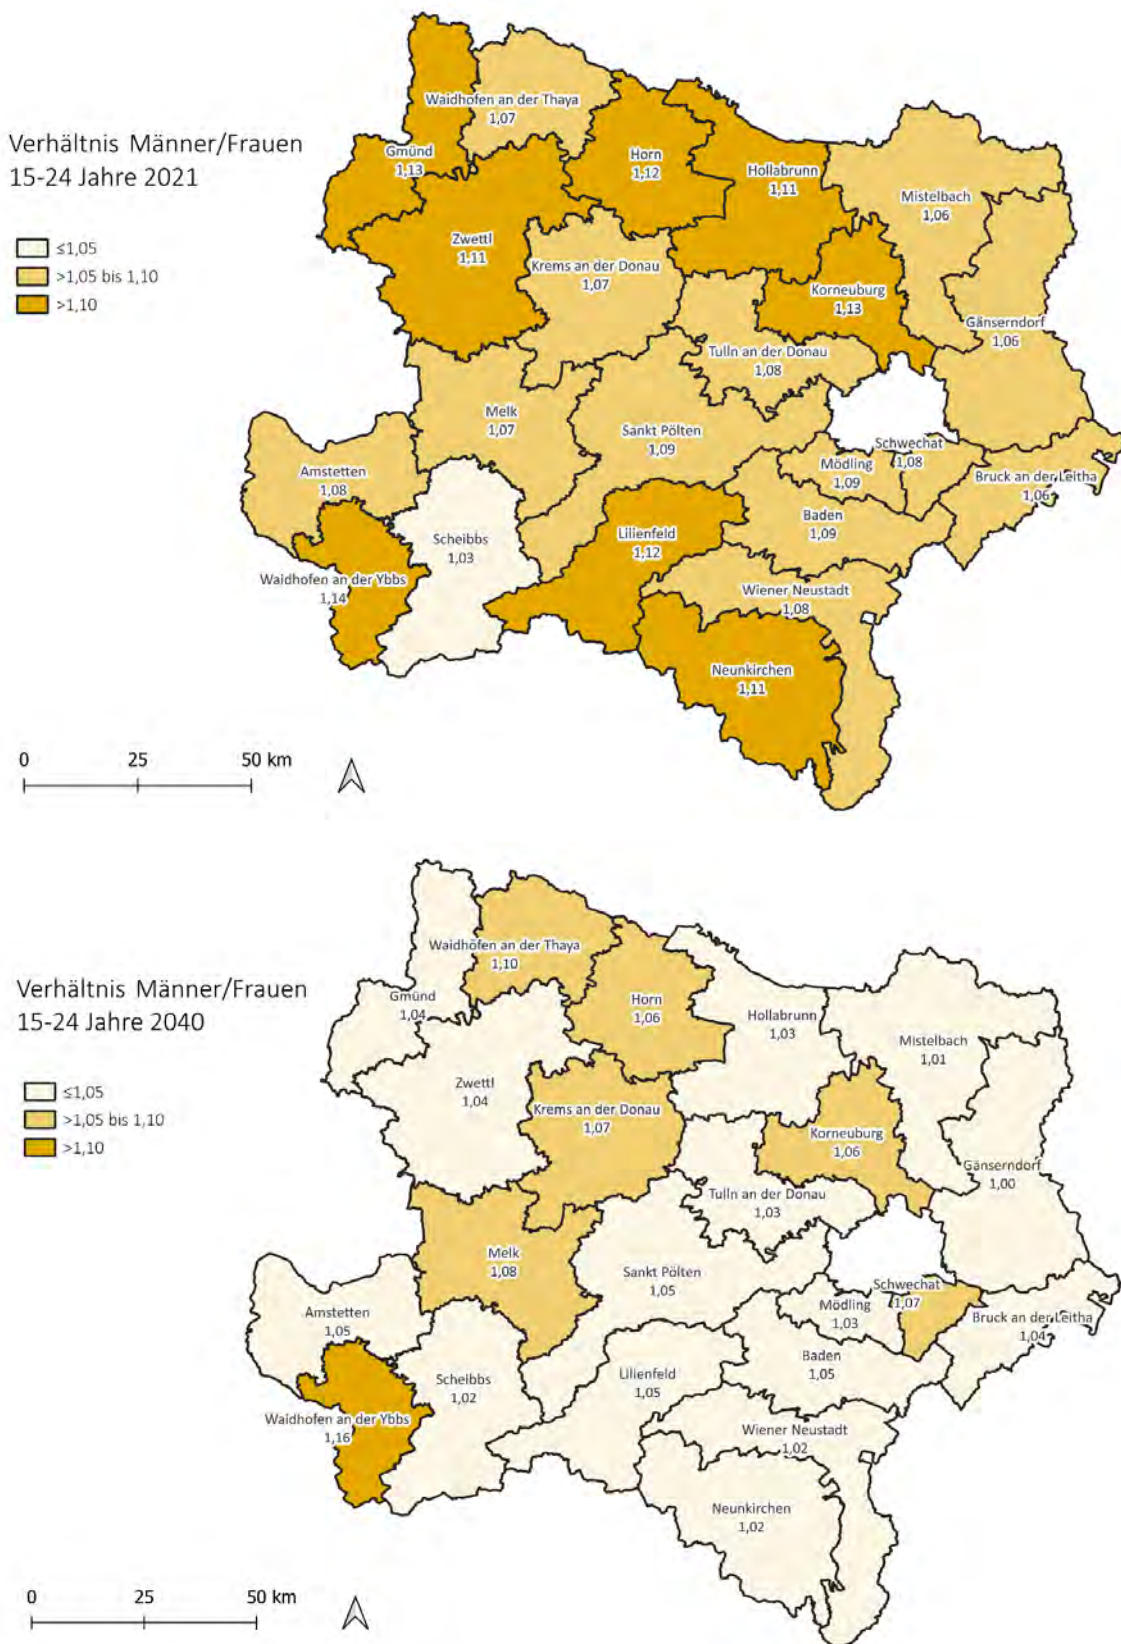 Verhältnis Männer/Frauen
15-24 Jahre 2021
≤1,05
>1,05 bis 1,10
>1,10
Waidhofen an der Thaya
1,07
Gmünd
1,13
Horn
1,12
Hollabrunn
1,11
Mistelbach
1,06
Zwettl
1,11
Krems an der Donau
1,07
Korneuburg
1,13
Gänserndorf
1,06
Tulln an der Donau
1,08
Melk
1,07
Sankt Pölten
1,09
Schwechat
1,08
Mödling
1,09
Bruck an der Leitha
1,06
Amstetten
1,08
Baden
1,09
Scheibbs
1,03
Lilienfeld
1,12
Waidhofen an der Ybbs
1,14
Wiener Neustadt
1,08
Neunkirchen
1,11
0 25 50 km
Verhältnis Männer/Frauen
15-24 Jahre 2040
≤1,05
>1,05 bis 1,10
>1,10
Waidhofen an der Thaya
1,10
Gmünd
1,04
Horn
1,06
Hollabrunn
1,03
Mistelbach
1,01
Zwettl
1,04
Krems an der Donau
1,07
Korneuburg
1,06
Gänserndorf
1,00
Tulln an der Donau
1,03
Melk
1,08
Sankt Pölten
1,05
Schwechat
1,07
Mödling
1,03
Bruck an der Leitha
1,04
Amstetten
1,05
Baden
1,05
Scheibbs
1,02
Lilienfeld
1,05
Waidhofen an der Ybbs
1,16
Wiener Neustadt
1,02
Neunkirchen
1,02
0 25 50 km